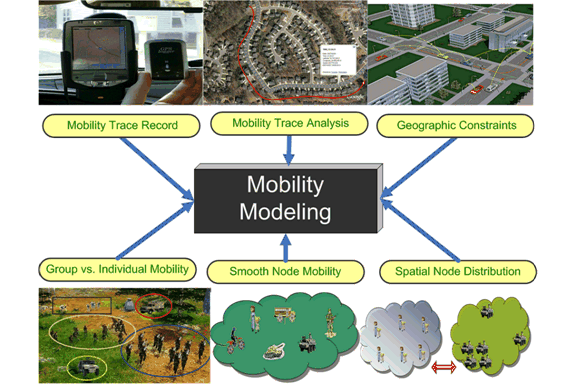 Mobility Trace Record
Mobility Trace Analysis
Geographic Constraints
Mobility
Modeling
Group vs. Individual Mobility
Smooth Node Mobility
Spatial Node Distribution